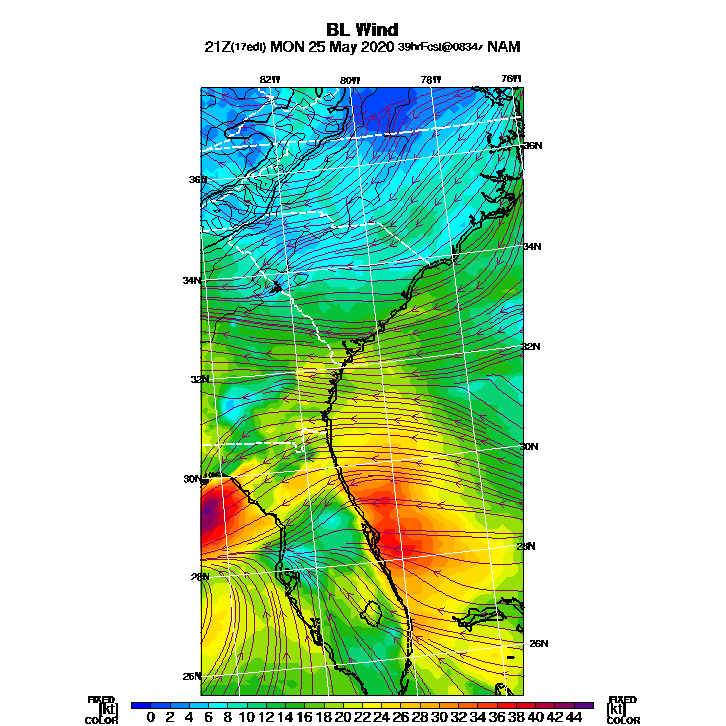 BL Wind
21Z(17edt) MON 25 May 2020 39hrFcst@0834z NAM
82W 80W 78W 76W
36N
36N
34N
34N
32N
32N
30N
30N
28N
28N
26N
26N
FIXED FIXED
[kt] 0 2 4 6 8 10 12 14 16 18 20 22 24 26 28 30 32 34 36 38 40 42 44 [kt]
COLOR COLOR